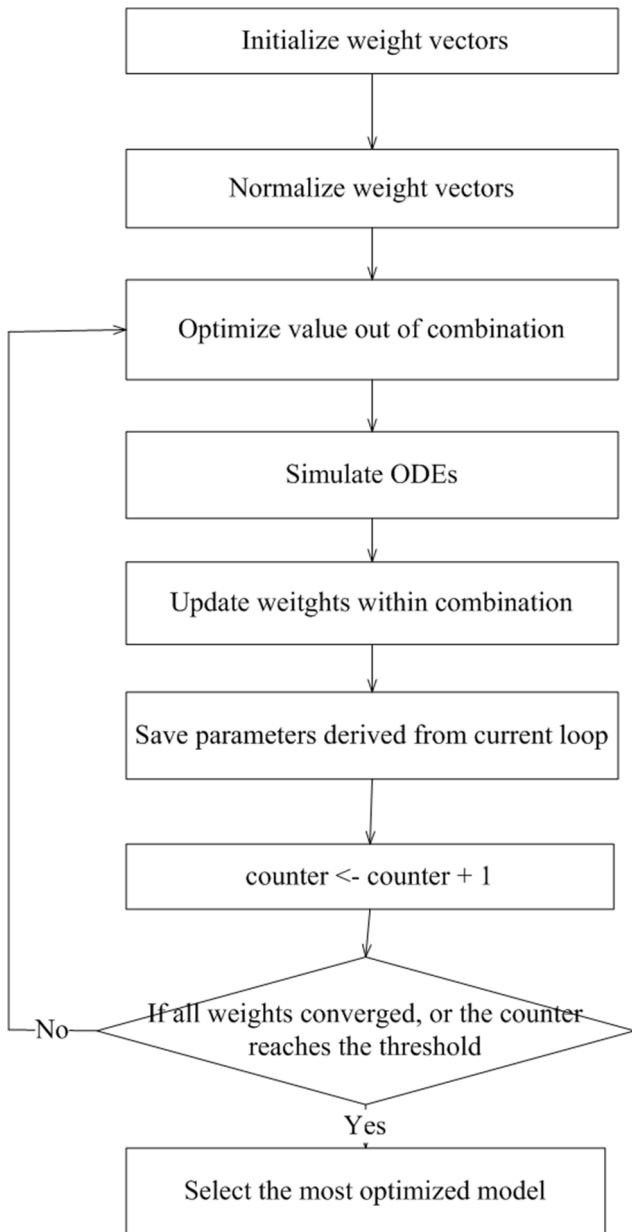 Initialize weight vectors
Normalize weight vectors
Optimize value out of combination
Simulate ODEs
Update weitghts within combination
Save parameters derived from current loop
counter <- counter + 1
If all weights converged, or the counter
reaches the threshold
No
Yes
Select the most optimized model